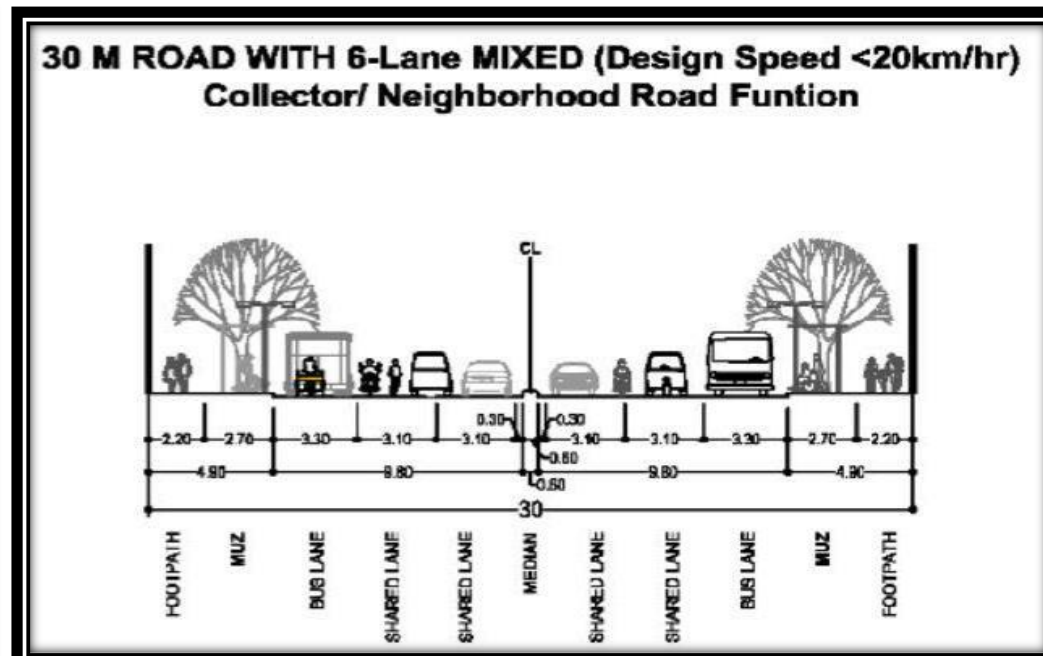 30 M ROAD WITH 6-Lane MIXED (Design Speed <20km/hr)
Collector/ Neighborhood Road Funtion
CL
0.30 0.30
2.20 2.70 3.30 3.10 3.10 3.10 3.10 3.30 2.70 2.20
0.60
4.90 9.80 9.80 4.90
0.60
30
FOOTPATH
MUZ
BUS LANE
SHARED LANE
SHARED LANE
MEDIAN
SHARED LANE
SHARED LANE
BUS LANE
MUZ
FOOTPATH